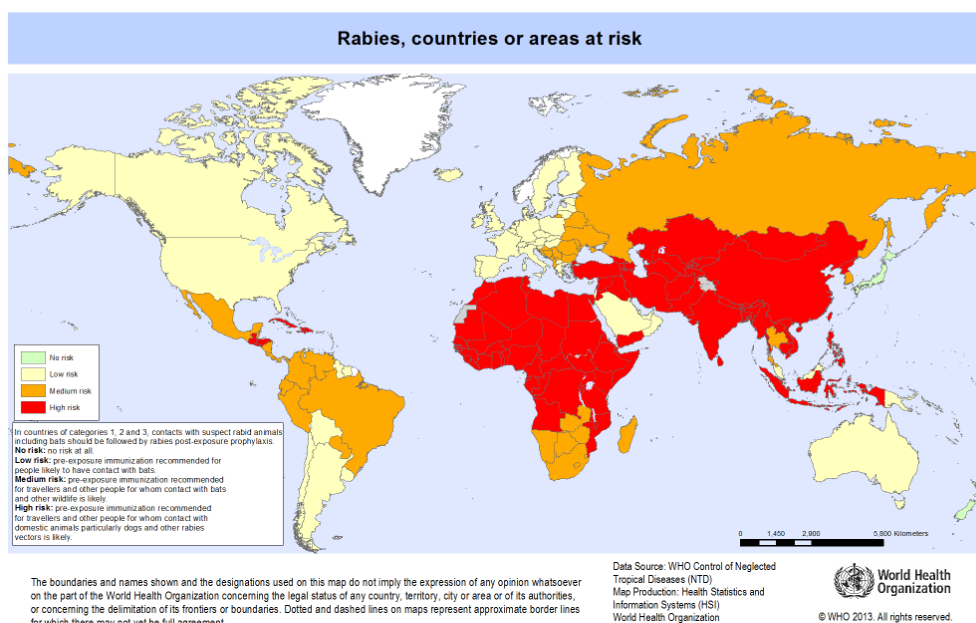 Rabies, countries or areas at risk
No risk
Low risk
Medium risk
High risk
In countries of categories 1, 2 and 3, contacts with suspect rabid animals
including bats should be followed by rabies post-exposure prophylaxis.
No risk: no risk at all.
Low risk: pre-exposure immunization recommended for
people likely to have contact with bats.
Medium risk: pre-exposure immunization recommended
for travellers and other people for whom contact with bats
and other wildlife is likely.
High risk: pre-exposure immunization recommended
for travellers and other people for whom contact with
domestic animals particularly dogs and other rabies
vectors is likely.
0 1,450 2,900 5,800 Kilometers
The boundaries and names shown and the designations used on this map do not imply the expression of any opinion whatsoever
on the part of the World Health Organization concerning the legal status of any country, territory, city or area or of its authorities,
or concerning the delimitation of its frontiers or boundaries. Dotted and dashed lines on maps represent approximate border lines
for which there may not yet be full agreement.
Data Source: WHO Control of Neglected
Tropical Diseases (NTD)
Map Production: Health Statistics and
Information Systems (HSI)
World Health Organization
World Health
Organization
© WHO 2013. All rights reserved.